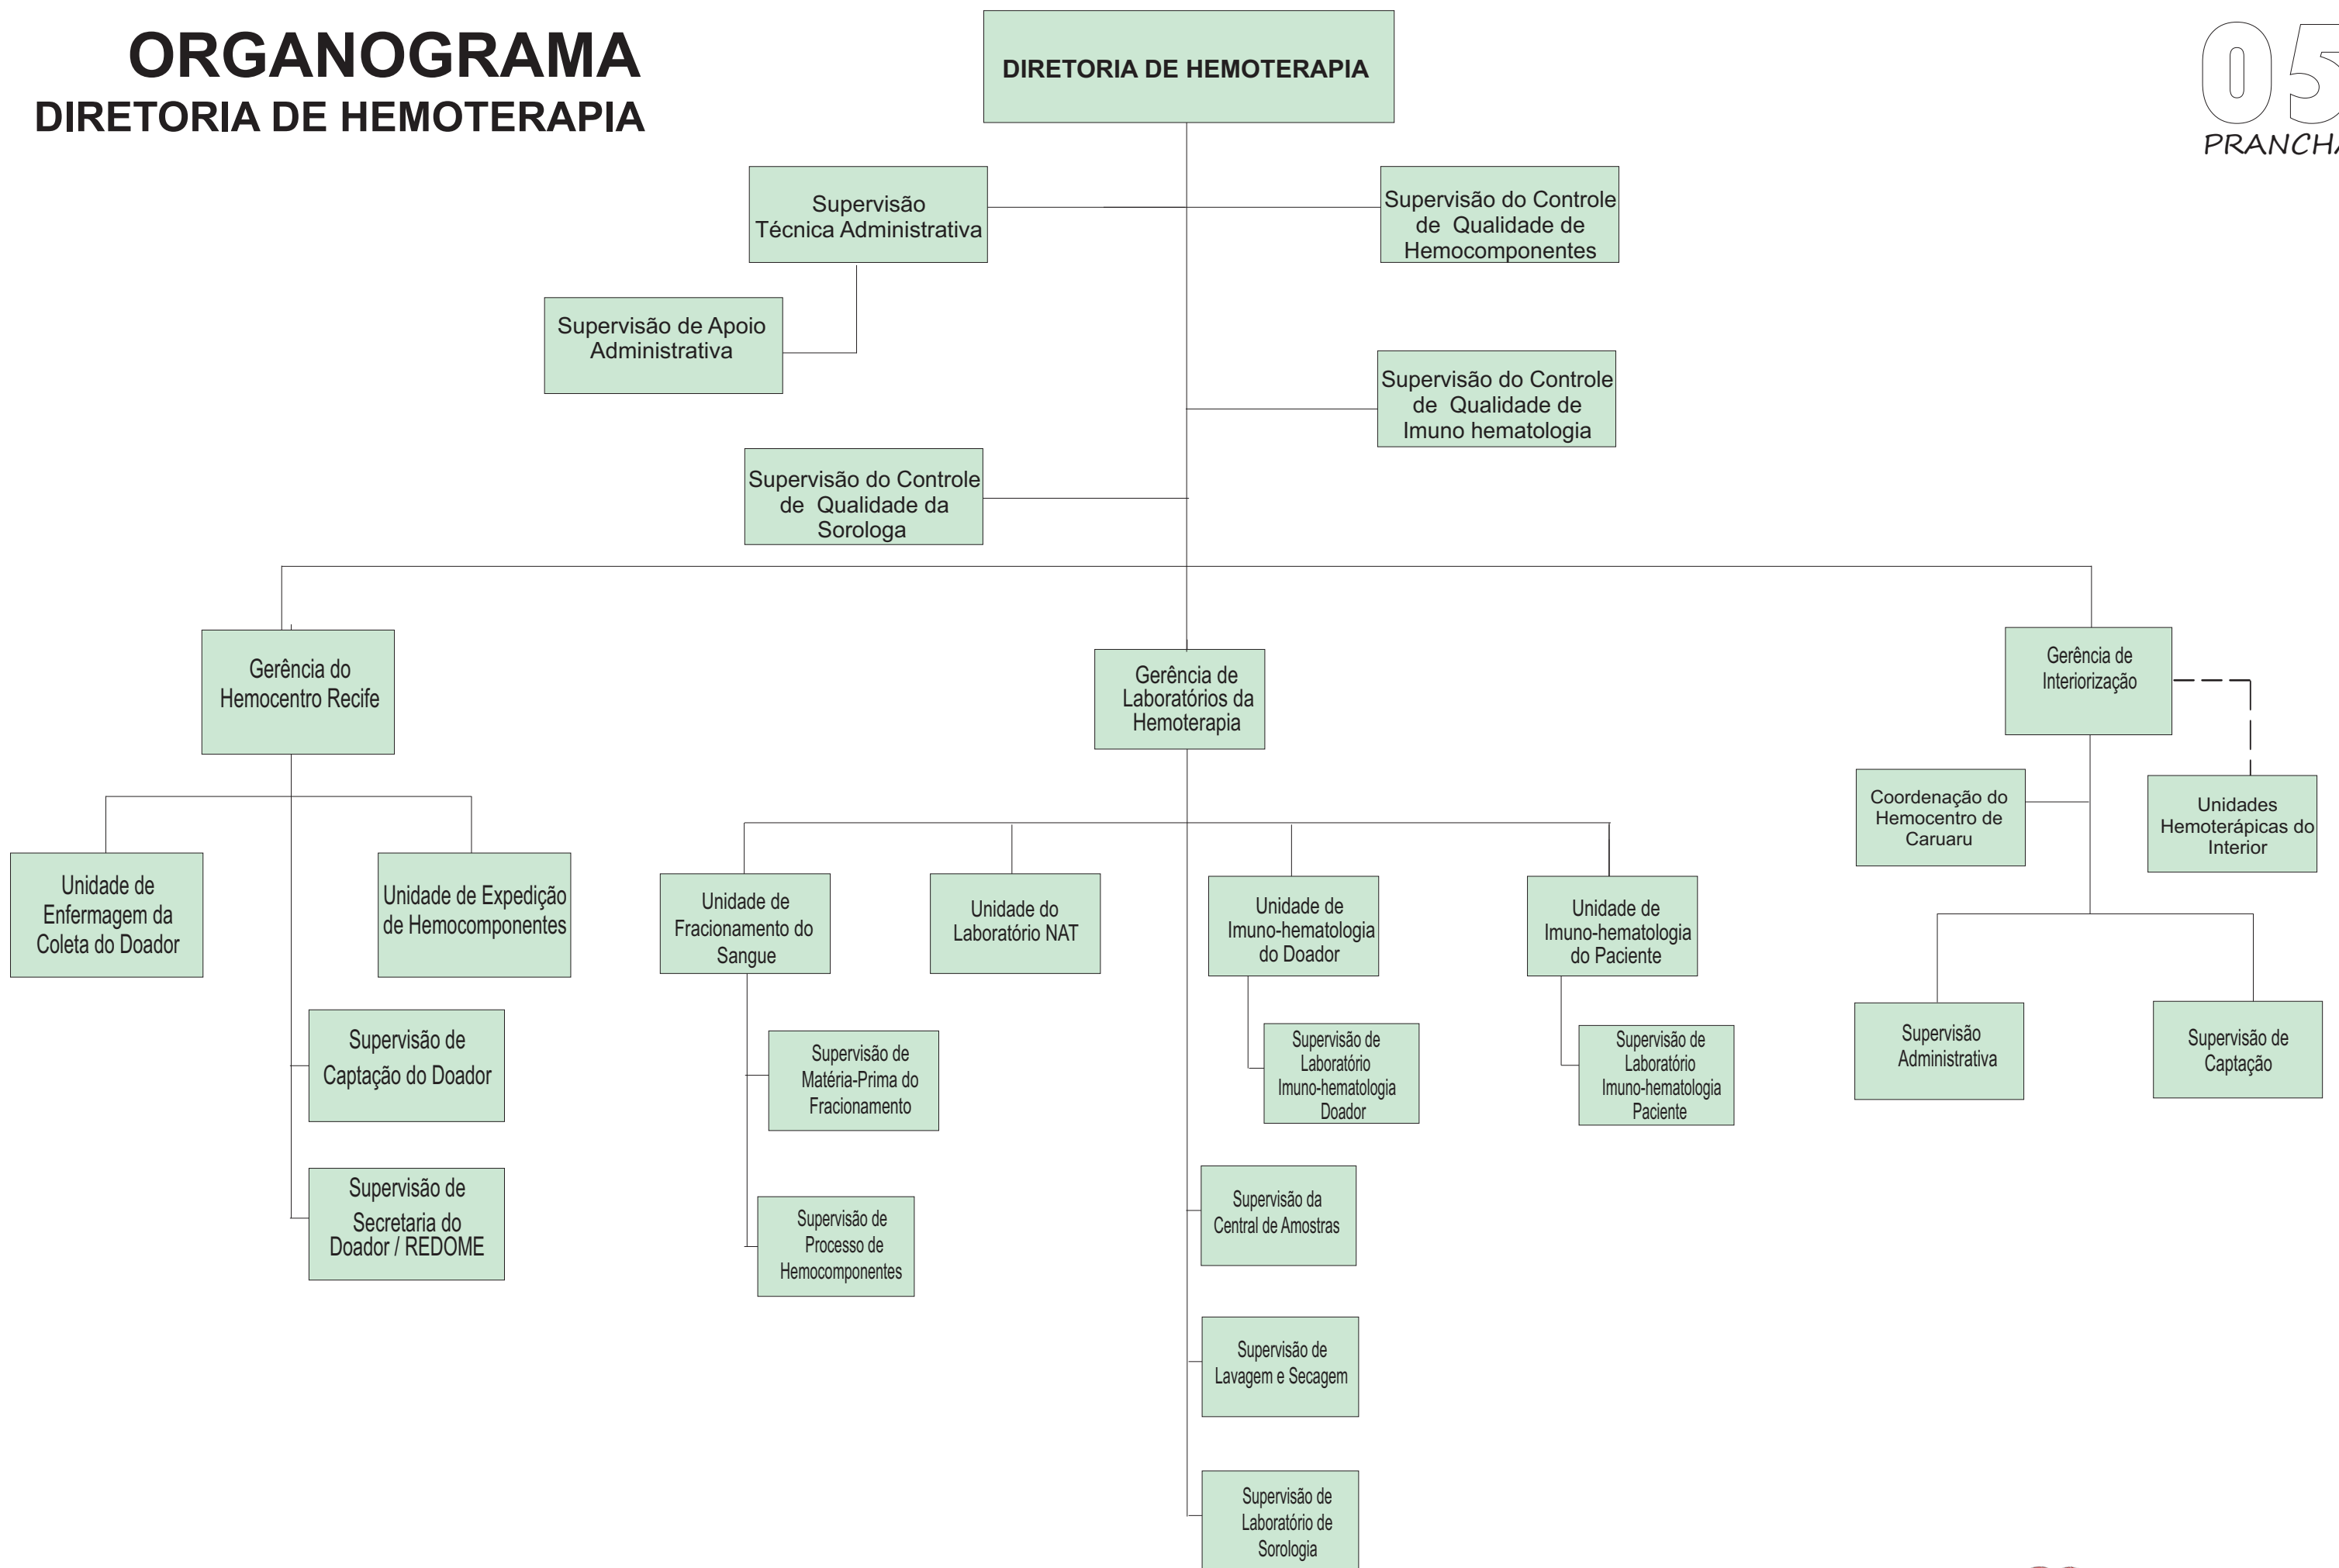 ORGANOGRAMA
DIRETORIA DE HEMOTERAPIA
DIRETORIA DE HEMOTERAPIA
05
PRANCHA
Supervisão
Técnica Administrativa
Supervisão do Controle
de Qualidade de
Hemocomponentes
Supervisão de Apoio
Administrativa
Supervisão do Controle
de Qualidade de
Imuno hematologia
Supervisão do Controle
de Qualidade da
Sorologa
Gerência do
Hemocentro Recife
Gerência de
Laboratórios da
Hemoterapia
Gerência de
Interiorização
Coordenação do
Hemocentro de
Caruaru
Unidades
Hemoterápicas do
Interior
Unidade de
Enfermagem da
Coleta do Doador
Unidade de Expedição
de Hemocomponentes
Unidade de
Fracionamento do
Sangue
Unidade do
Laboratório NAT
Unidade de
Imuno-hematologia
do Doador
Unidade de
Imuno-hematologia
do Paciente
Supervisão de
Captação do Doador
Supervisão de
Matéria-Prima do
Fracionamento
Supervisão de
Laboratório
Imuno-hematologia
Doador
Supervisão de
Laboratório
Imuno-hematologia
Paciente
Supervisão
Administrativa
Supervisão de
Captação
Supervisão de
Secretaria do
Doador / REDOME
Supervisão de
Processo de
Hemocomponentes
Supervisão da
Central de Amostras
Supervisão de
Lavagem e Secagem
Supervisão de
Laboratório de
Sorologia